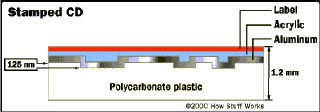 Stamped CD
Label
Acrylic
Aluminum
125 nm
1.2 mm
Polycarbonate plastic
©2000 How Stuff Works